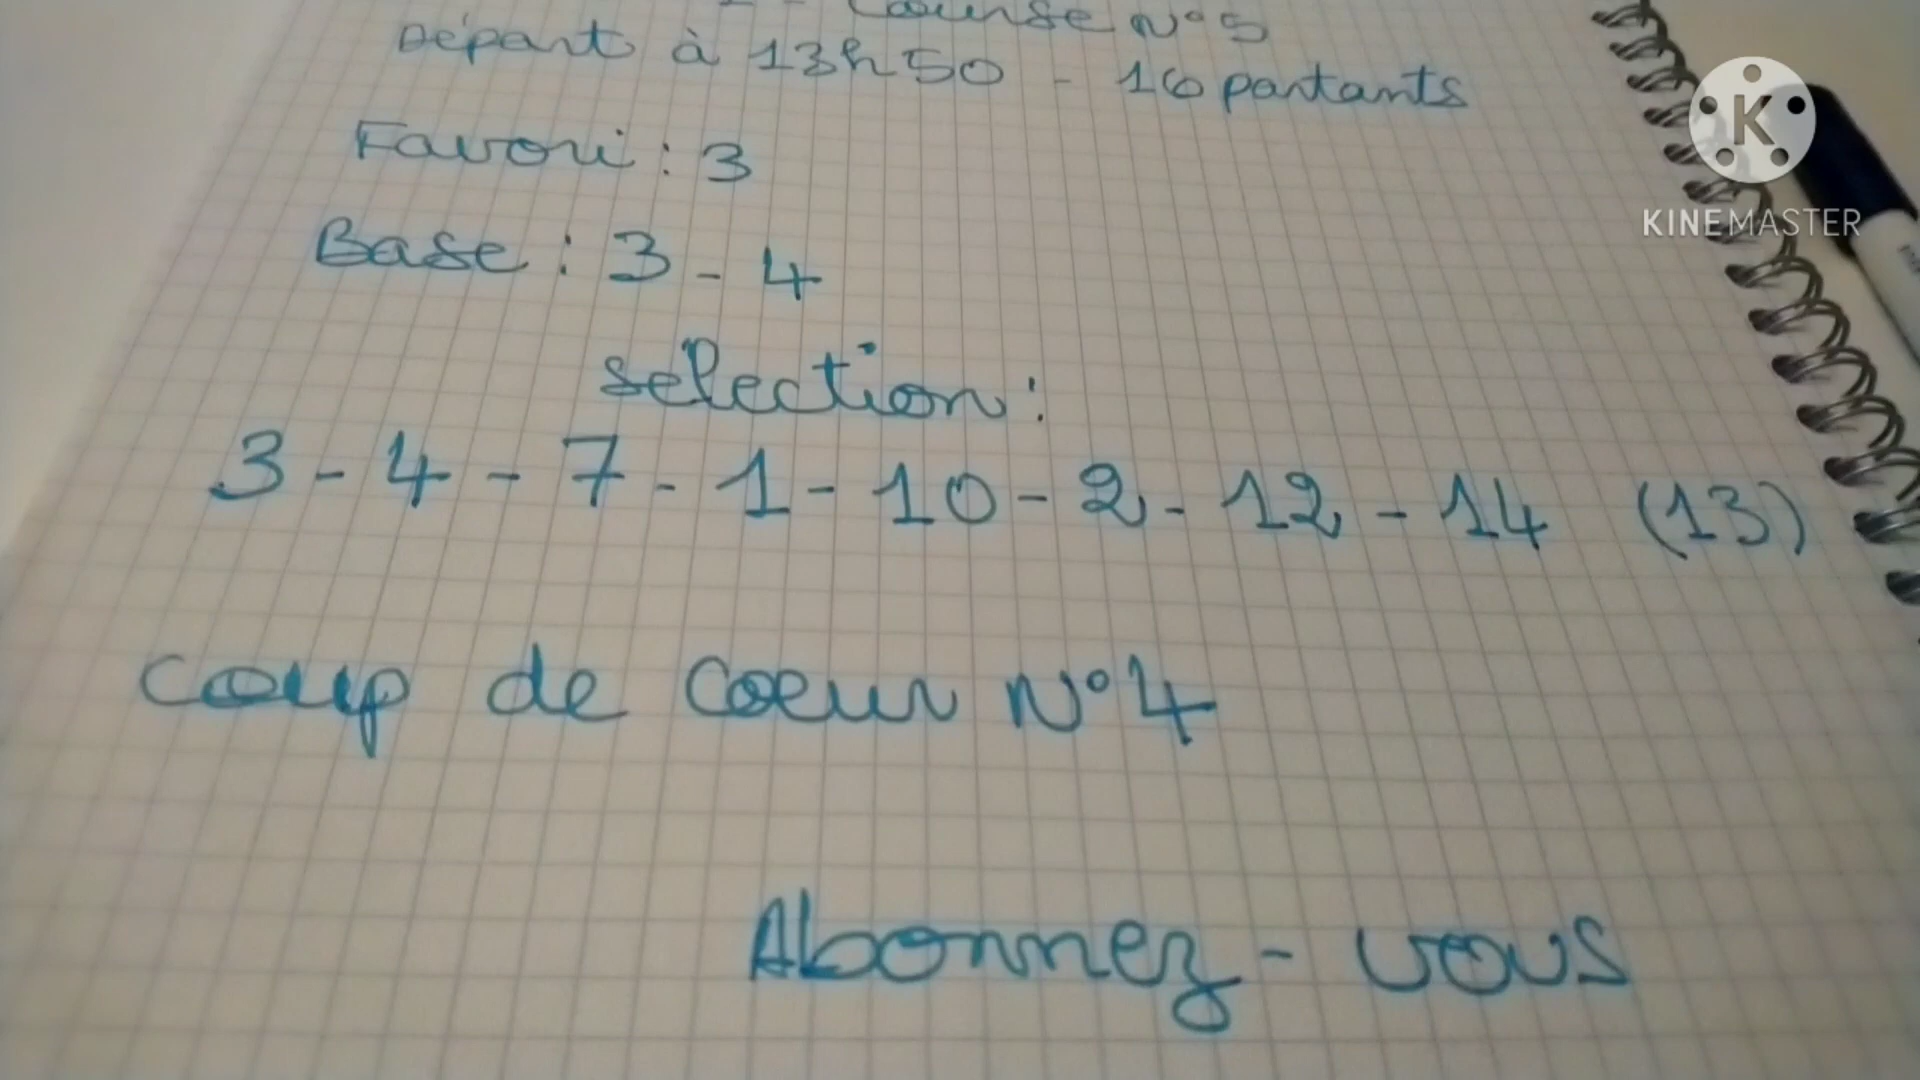 Course N°5
Départ à 13h50 - 16 partants
Favori : 3
Base : 3 - 4
selection :
3 - 4 - 7 - 1 - 10 - 2 - 12 - 14 (13)
coup de coeur N°4
Abonnez - vous
K
KINEMASTER